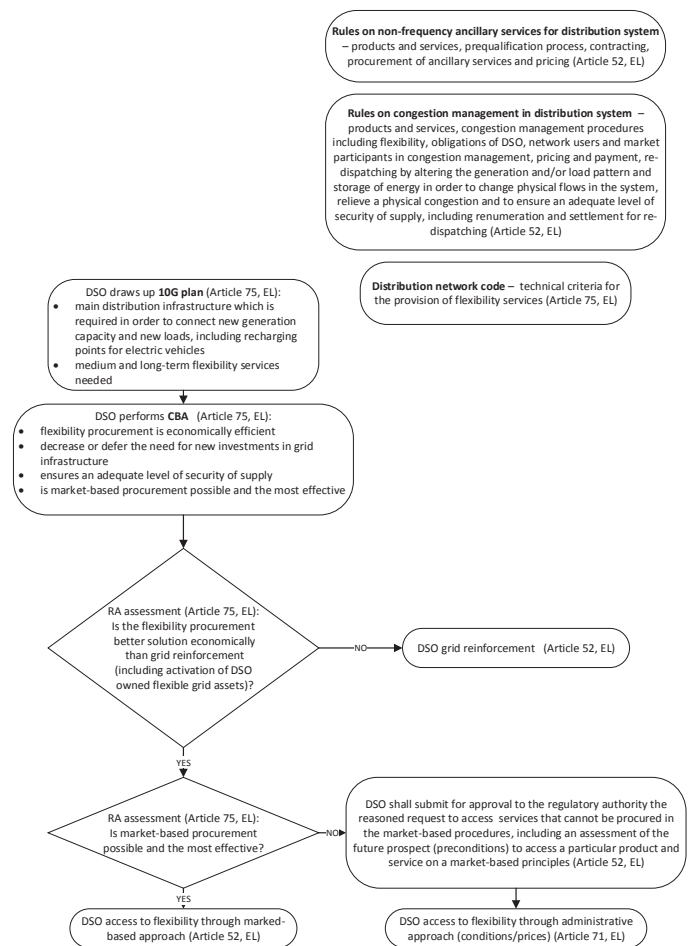 Rules on non-frequency ancillary services for distribution system
– products and services, prequalification process, contracting,
procurement of ancillary services and pricing (Article 52, EL)
Rules on congestion management in distribution system –
products and services, congestion management procedures
including flexibility, obligations of DSO, network users and market
participants in congestion management, pricing and payment, re-
dispatching by altering the generation and/or load pattern and
storage of energy in order to change physical flows in the system,
relieve a physical congestion and to ensure an adequate level of
security of supply, including renumeration and settlement for re-
dispatching (Article 52, EL)
Distribution network code – technical criteria for
the provision of flexibility services (Article 75, EL)
DSO draws up 10G plan (Article 75, EL):
• main distribution infrastructure which is
required in order to connect new generation
capacity and new loads, including recharging
points for electric vehicles
• medium and long-term flexibility services
needed
DSO performs CBA (Article 75, EL):
• flexibility procurement is economically efficient
• decrease or defer the need for new investments in grid
infrastructure
• ensures an adequate level of security of supply
• is market-based procurement possible and the most effective
RA assessment (Article 75, EL):
Is the flexibility procurement
better solution economically
than grid reinforcement
(including activation of DSO
owned flexible grid assets)?
NO
DSO grid reinforcement (Article 52, EL)
YES
RA assessment (Article 75, EL):
Is market-based procurement
possible and the most effective?
NO
DSO shall submit for approval to the regulatory authority the
reasoned request to access services that cannot be procured in
the market-based procedures, including an assessment of the
future prospect (preconditions) to access a particular product and
service on a market-based principles (Article 52, EL)
YES
DSO access to flexibility through marked-
based approach (Article 52, EL)
DSO access to flexibility through administrative
approach (conditions/prices) (Article 71, EL)